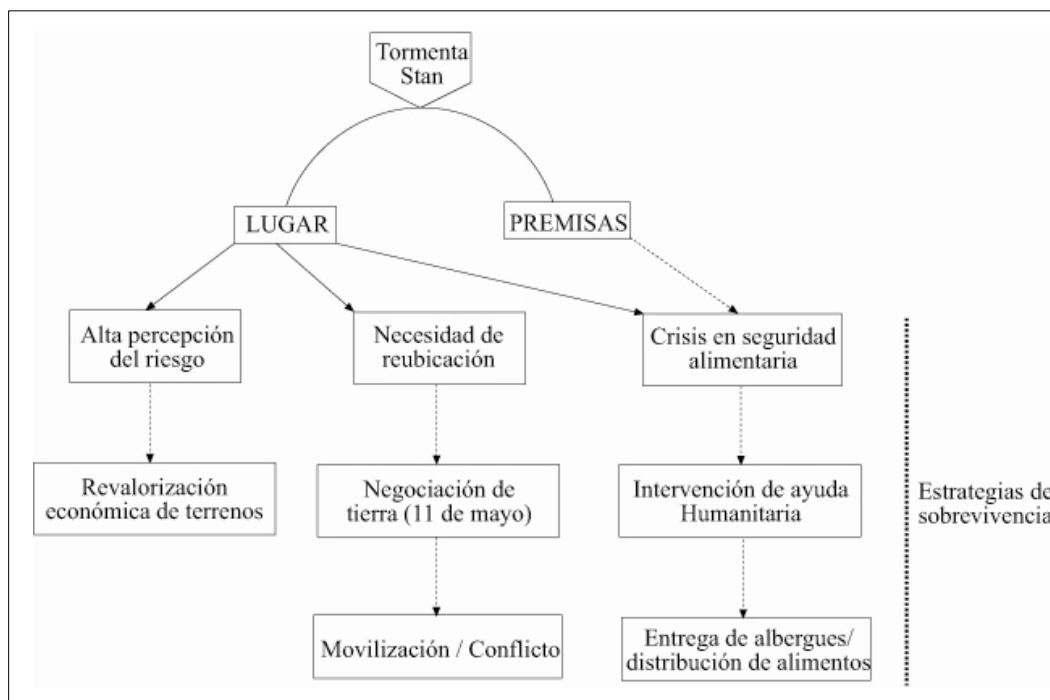 Tormenta
Stan
LUGAR
PREMISAS
Alta percepción
del riesgo
Necesidad de
reubicación
Crisis en seguridad
alimentaria
Revalorización
económica de terrenos
Negociación de
tierra (11 de mayo)
Intervención de ayuda
Humanitaria
Estrategias de
sobrevivencia
Movilización / Conflicto
Entrega de albergues/
distribución de alimentos